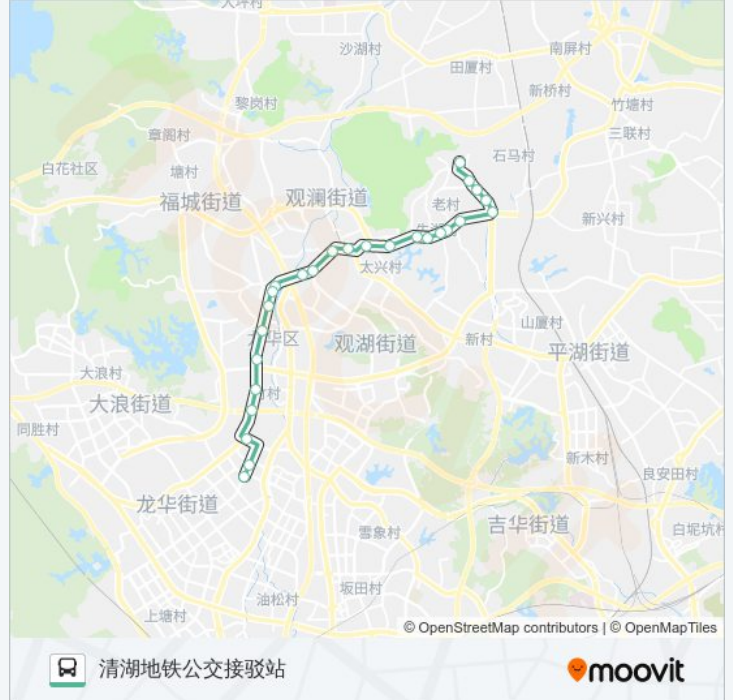 大坪村
沙湖村
南屏村
田厦村
新桥村
黎岗村
竹塘村
章阁村
三联村
石马村
白花社区
塘村
福城街道
观澜街道
老村
新兴村
太兴村
山厦村
观湖街道
新村
平湖街道
大浪村
大浪街道
同胜村
新木村
良安田村
龙华街道
吉华街道
雪象村
白坭坑村
坂田村
油松村
上塘村
© OpenStreetMap contributors | © OpenMapTiles
清湖地铁公交接驳站
moovit